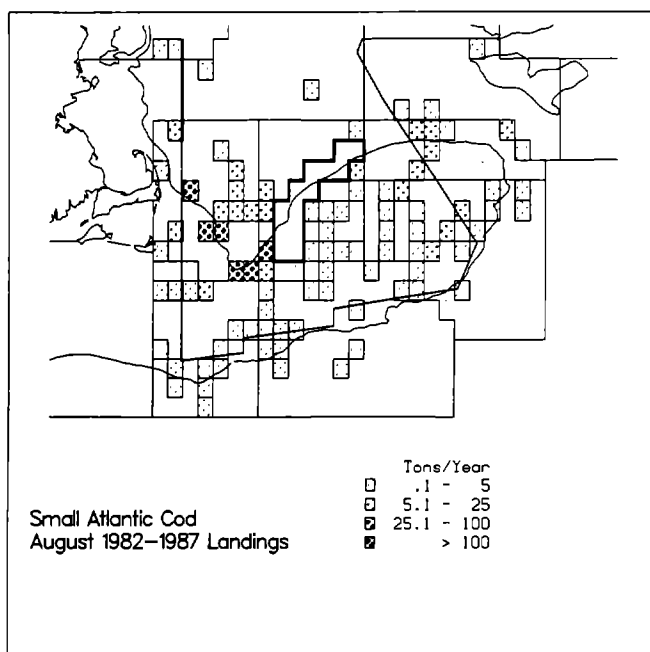 Tons/Year
.1 - 5
5.1 - 25
25.1 - 100
> 100
Small Atlantic Cod
August 1982-1987 Landings